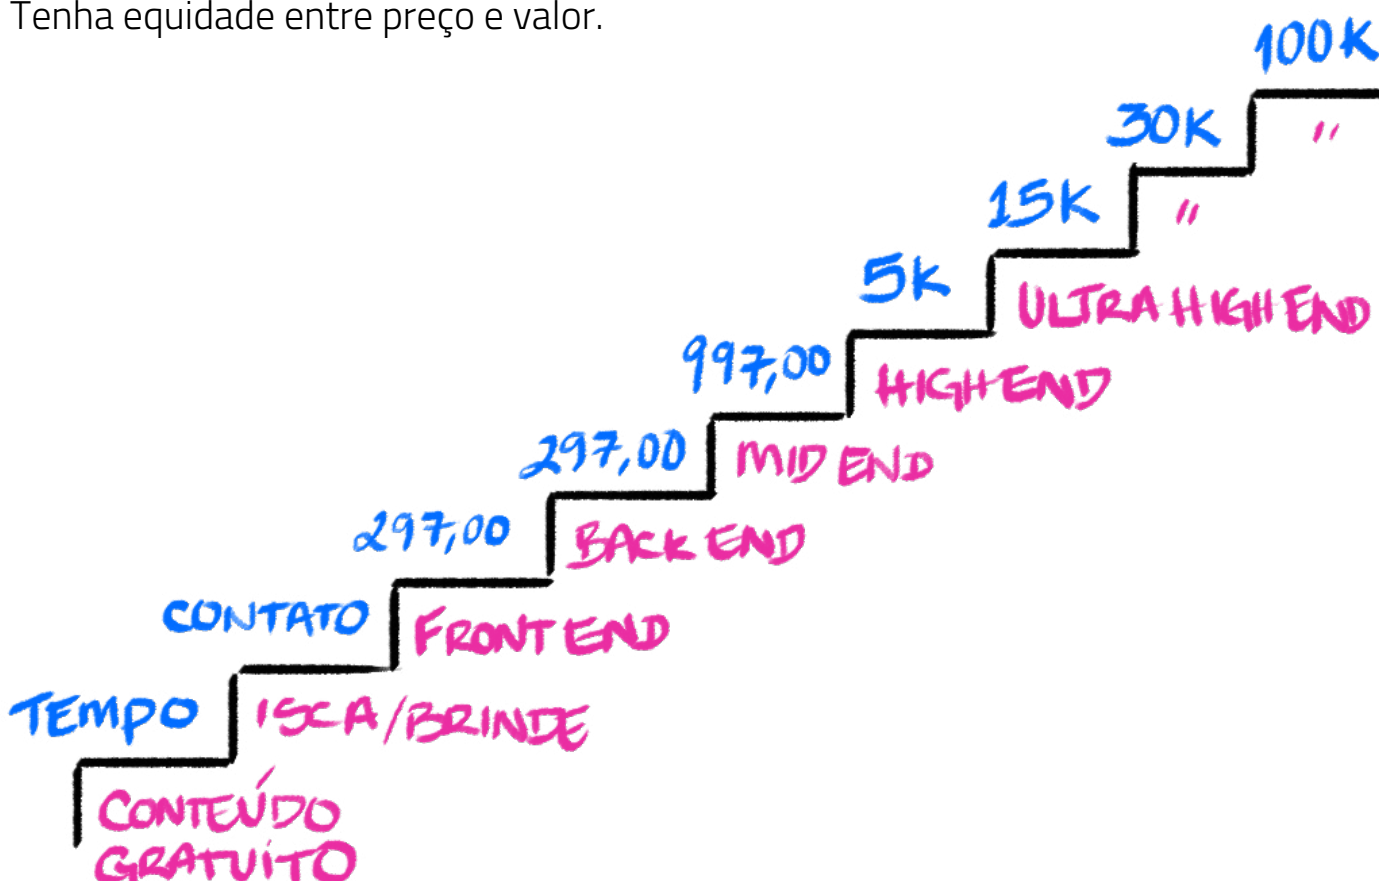 Tenha equidade entre preço e valor.
100K
"
30K
"
15K
ULTRA HIGH END
5K
HIGH END
997,00
MID END
297,00
BACK END
297,00
FRONT END
CONTATO
ISCA/BRINDE
TEMPO
CONTEÚDO
GRATUITO